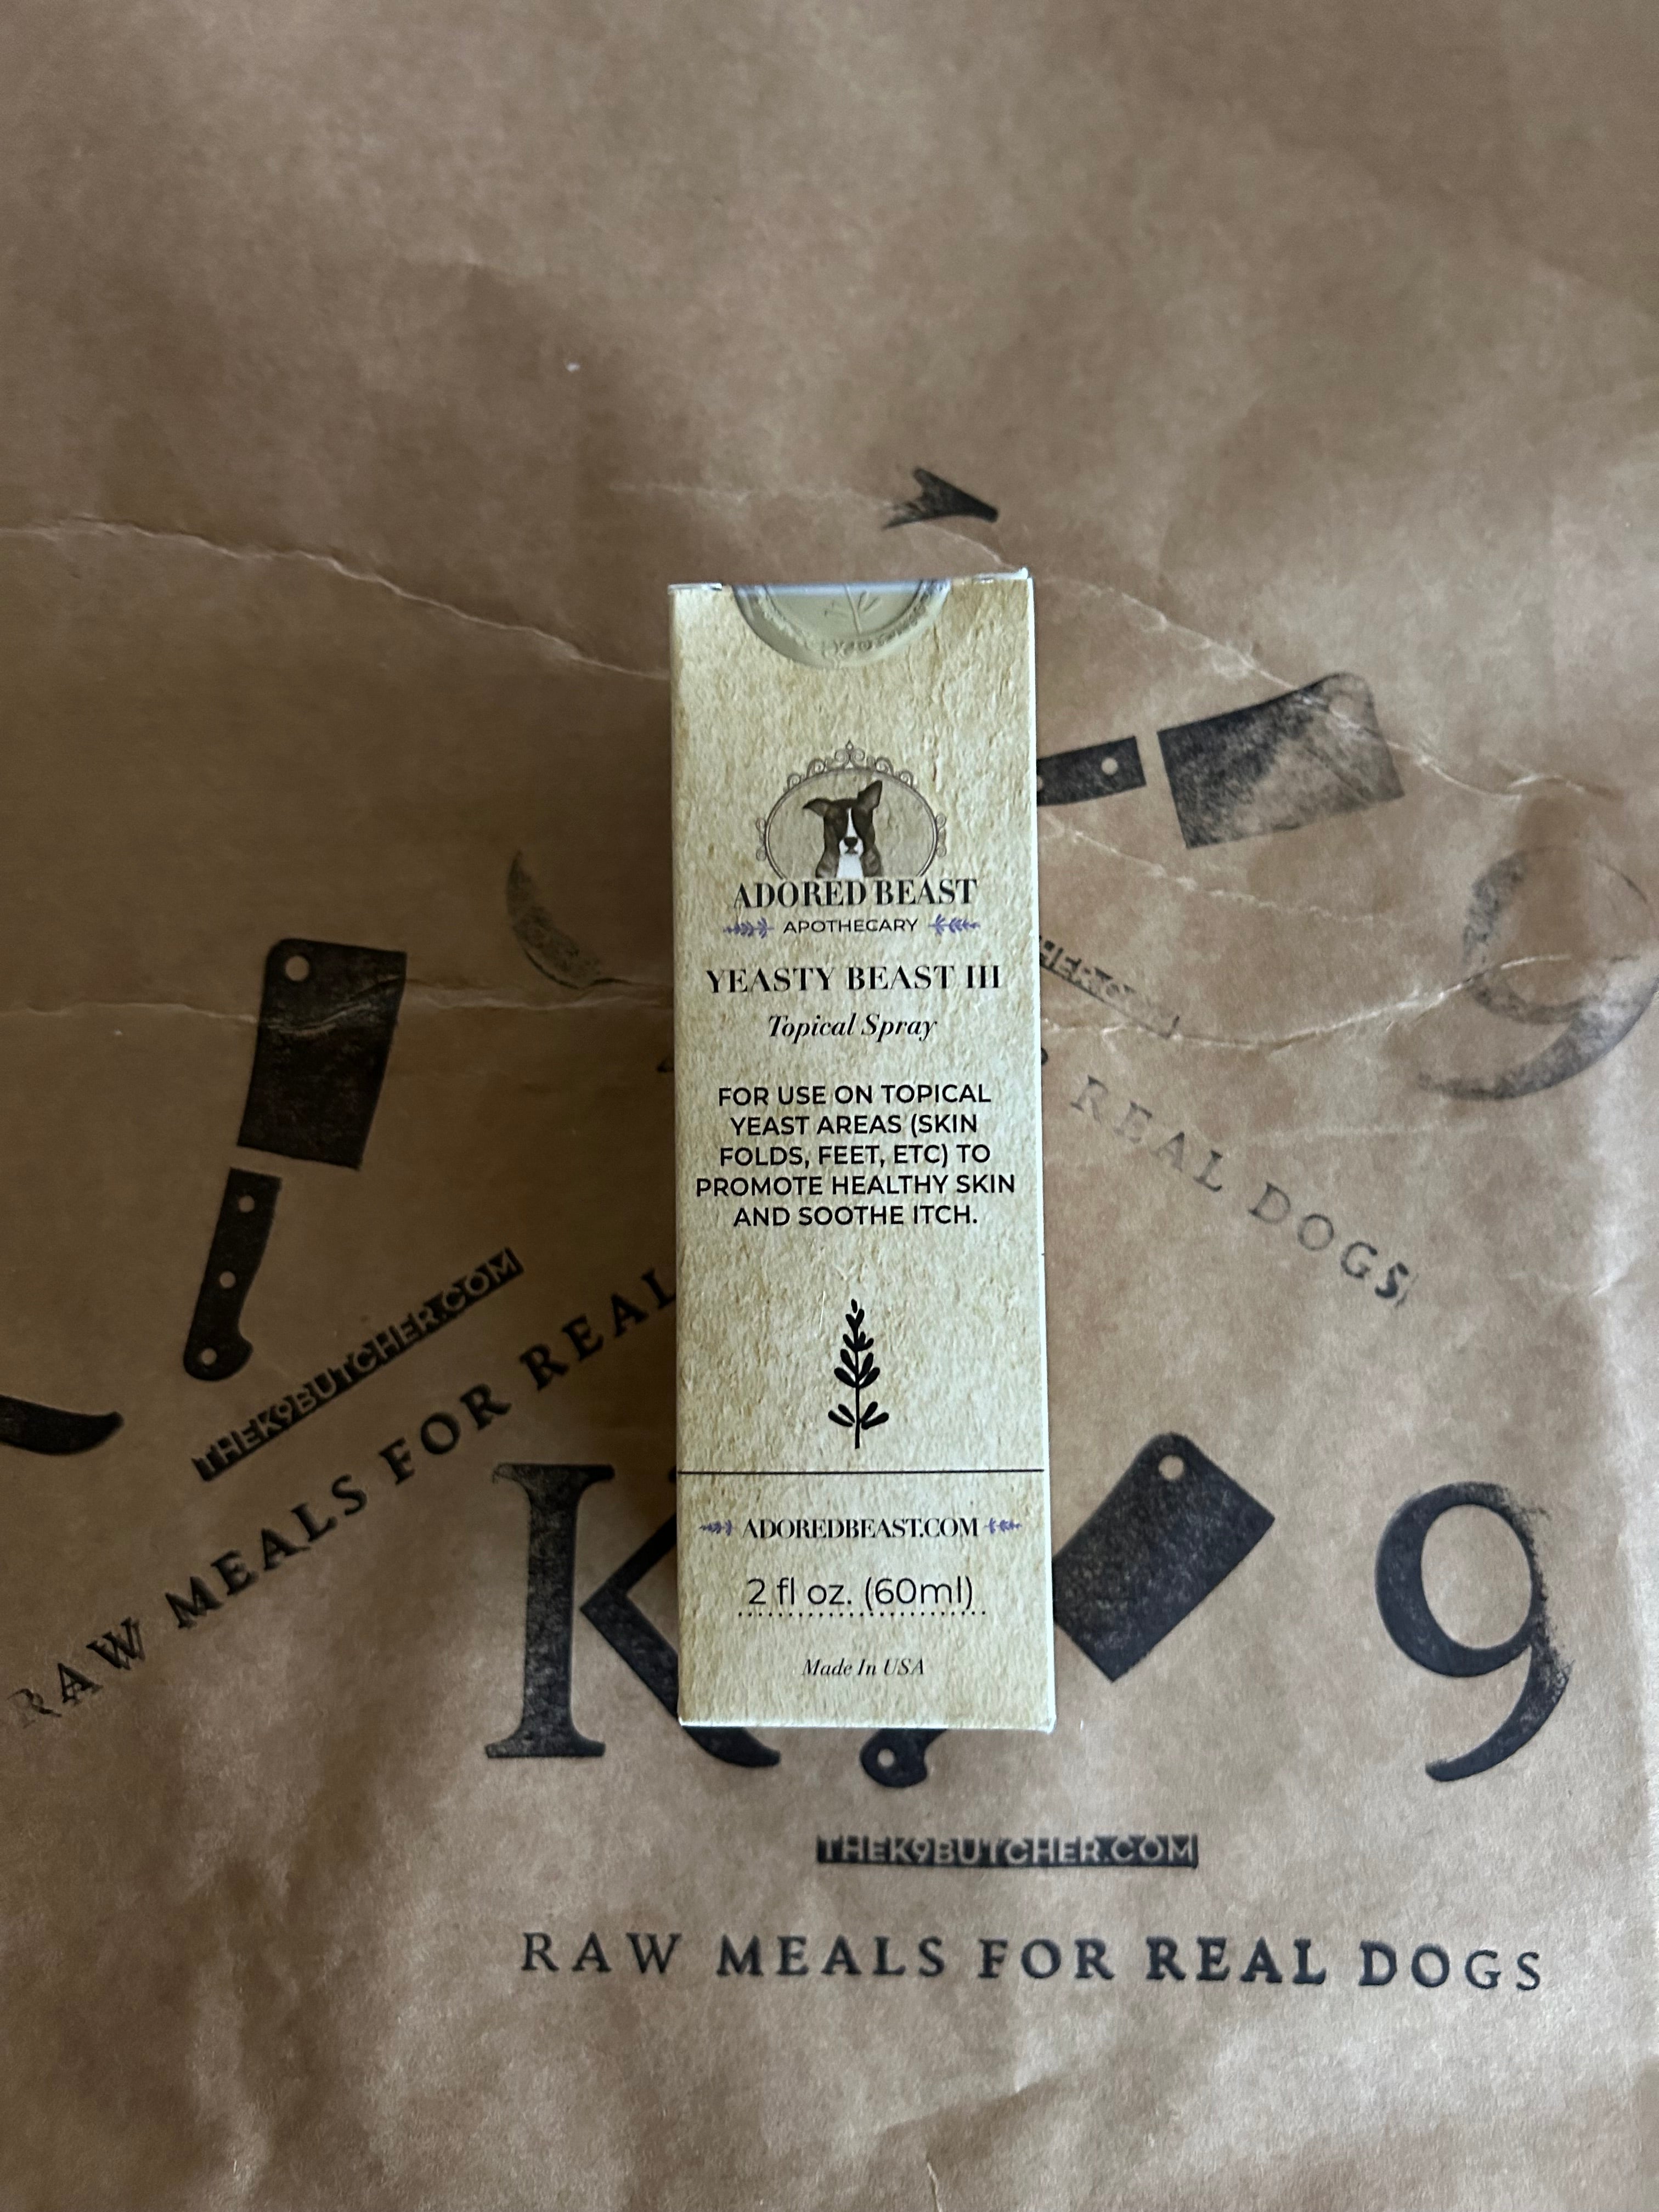 ADORED BEAST
APOTHECARY
YEASTY BEAST III
Topical Spray
FOR USE ON TOPICAL
YEAST AREAS (SKIN
FOLDS, FEET, ETC) TO
PROMOTE HEALTHY SKIN
AND SOOTHE ITCH.
ADOREDBEAST.COM
2 fl oz. (60ml)
Made In USA
REAL DOGS
THEK9BUTCHER.COM
RAW MEALS FOR REAL
K 9
THEK9BUTCHER.COM
RAW MEALS FOR REAL DOGS
9